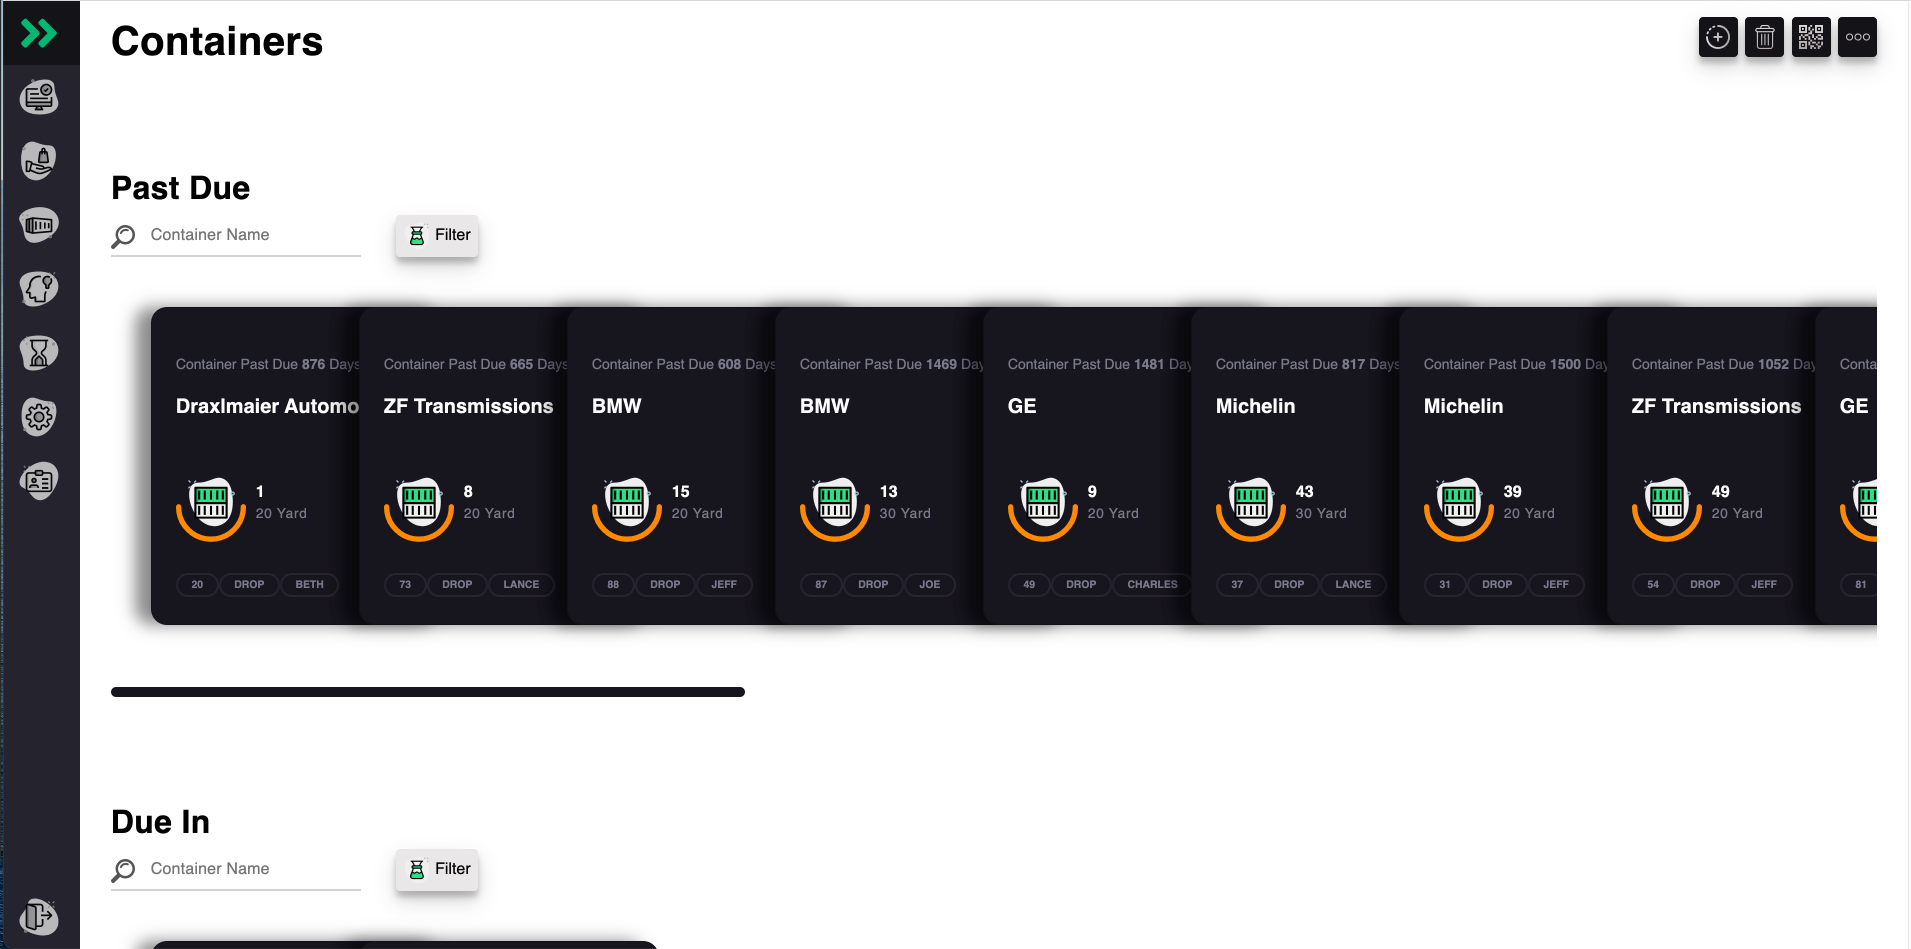 Containers
Past Due
Container Name
Filter
Container Past Due 876 Days
Draxlmaier Automo
1
20 Yard
20 DROP BETH
Container Past Due 665 Days
ZF Transmissions
8
20 Yard
73 DROP LANCE
Container Past Due 608 Days
BMW
15
20 Yard
88 DROP JEFF
Container Past Due 1469 Day
BMW
13
30 Yard
87 DROP JOE
Container Past Due 1481 Day
GE
9
20 Yard
49 DROP CHARLES
Container Past Due 817 Days
Michelin
43
30 Yard
37 DROP LANCE
Container Past Due 1500 Day
Michelin
39
20 Yard
31 DROP JEFF
Container Past Due 1052 Day
ZF Transmissions
49
20 Yard
54 DROP JEFF
Conta
GE
81
Due In
Container Name
Filter